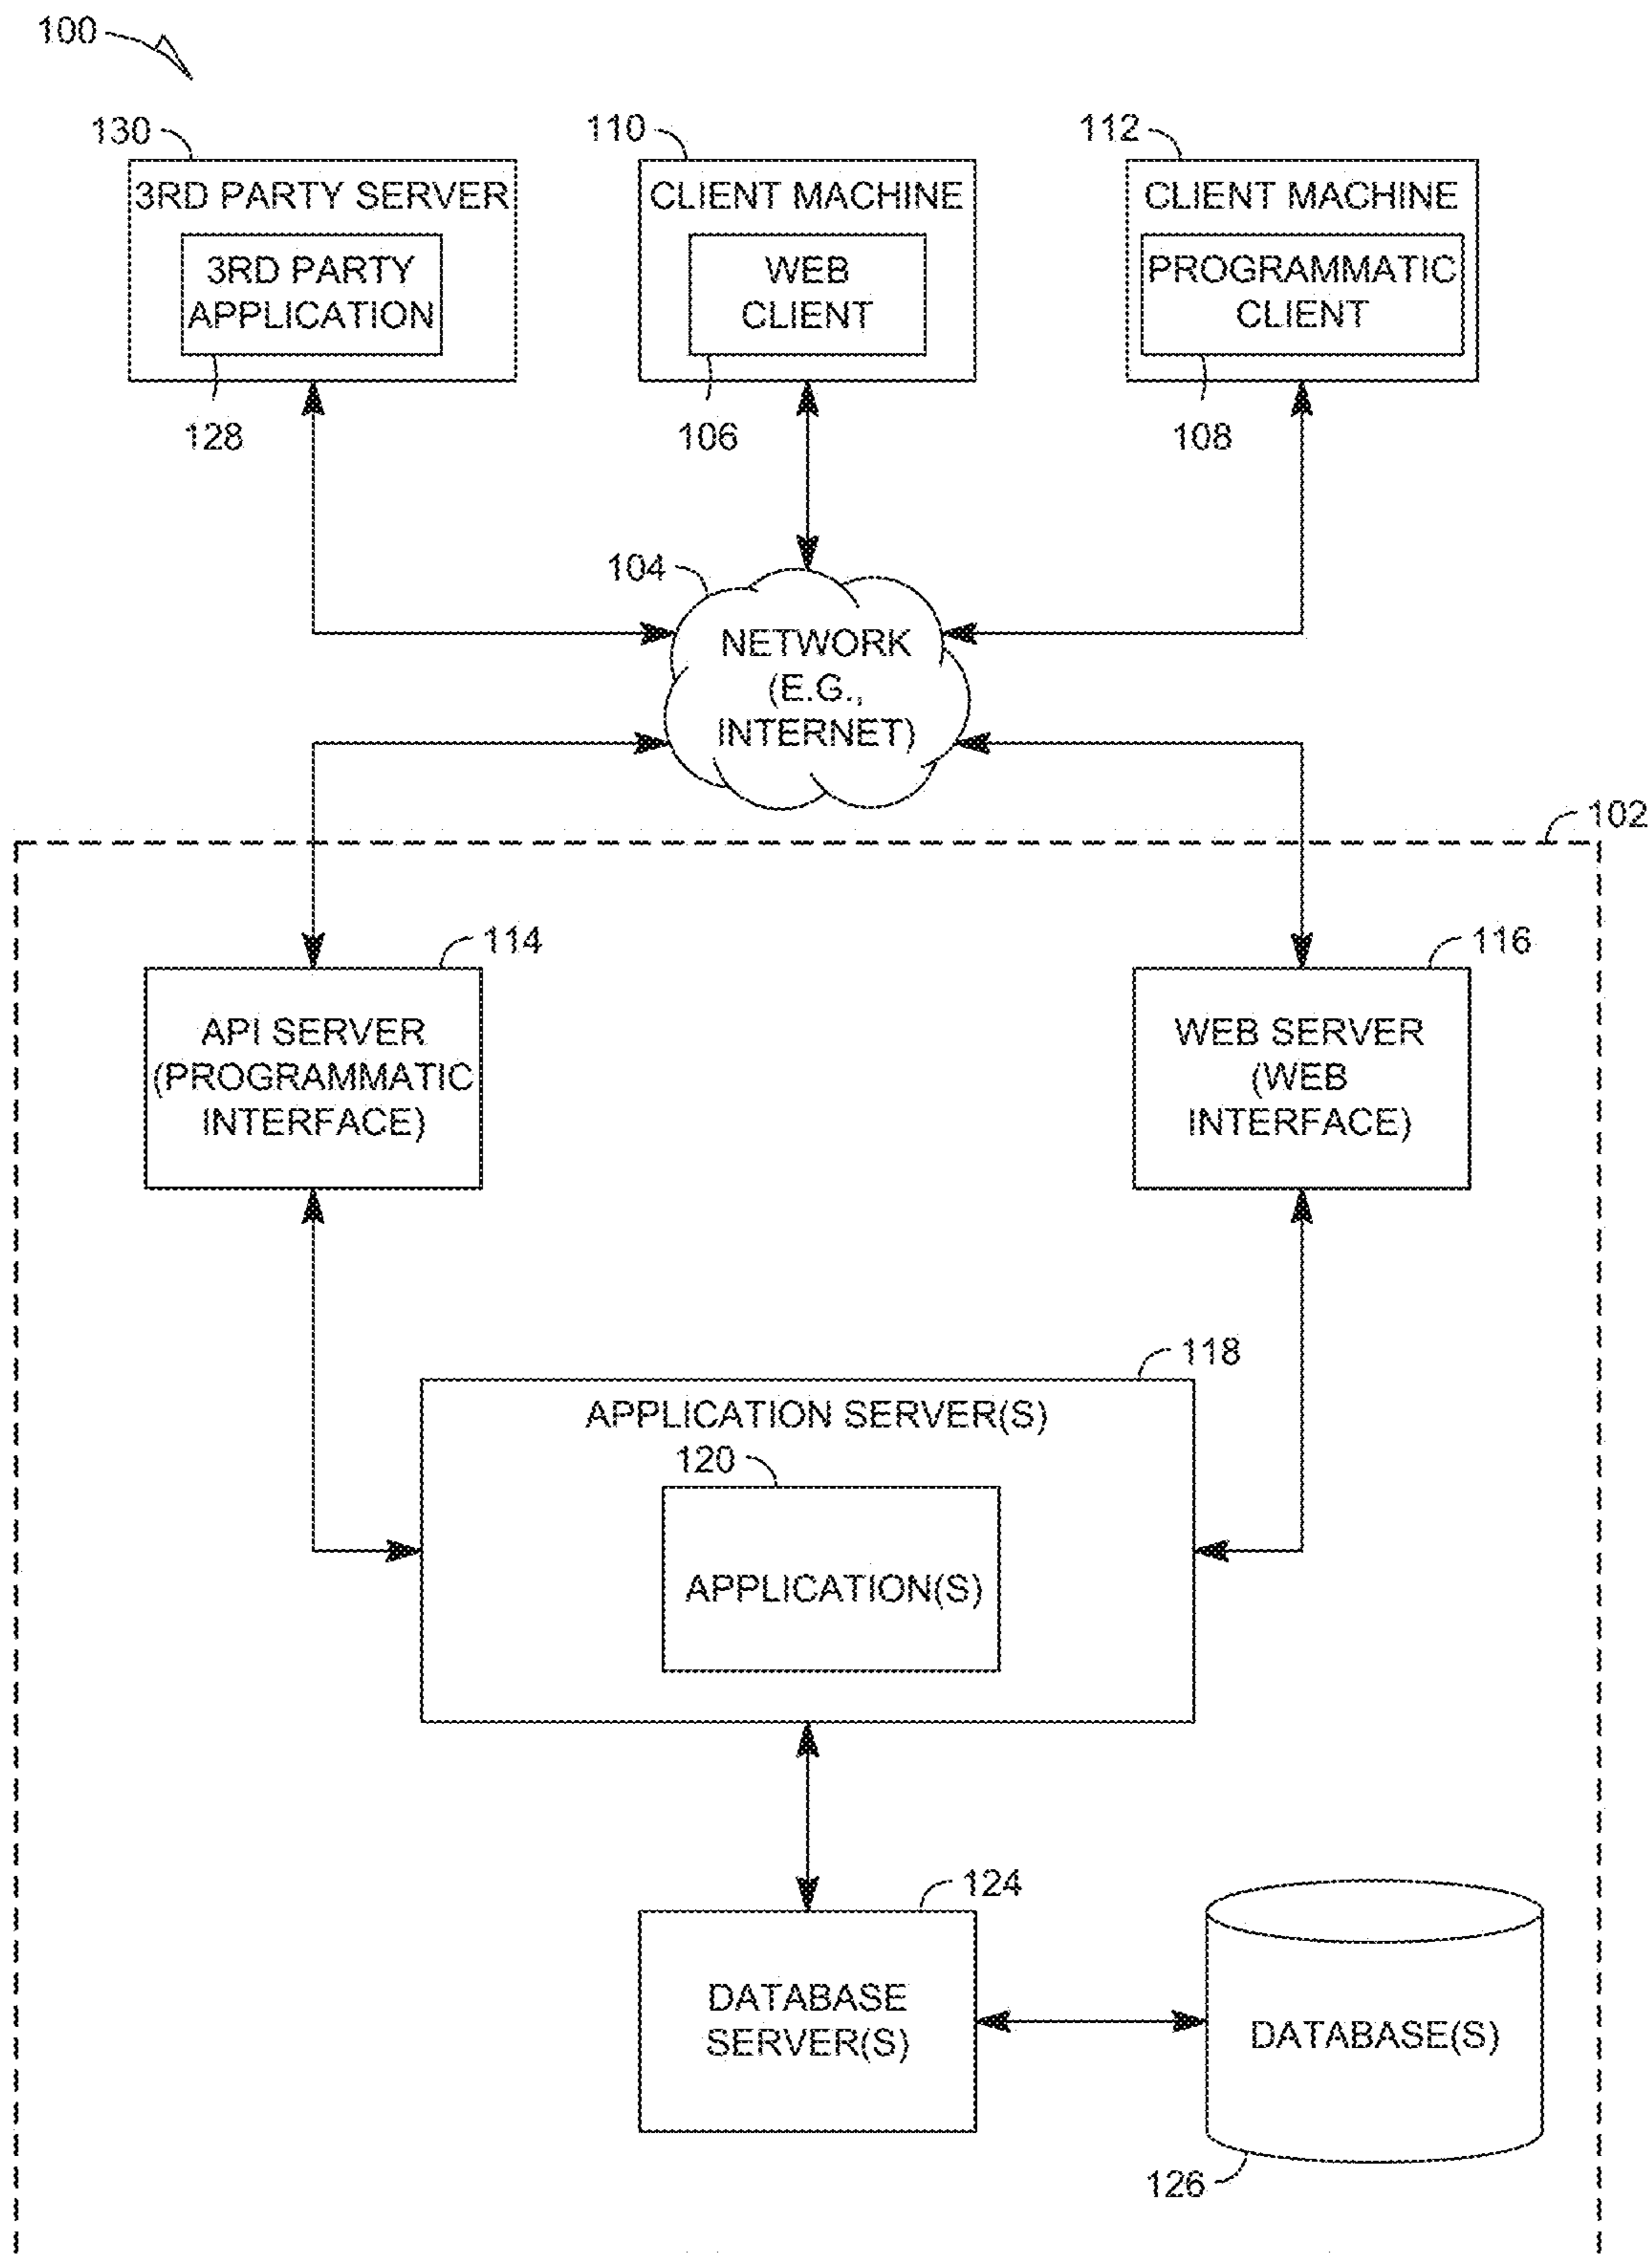 100
130
110
112
3RD PARTY SERVER
CLIENT MACHINE
CLIENT MACHINE
3RD PARTY
APPLICATION
WEB
CLIENT
PROGRAMMATIC
CLIENT
128
106
108
104
NETWORK
(E.G.,
INTERNET)
102
114
116
API SERVER
(PROGRAMMATIC
INTERFACE)
WEB SERVER
(WEB
INTERFACE)
118
APPLICATION SERVER(S)
120
APPLICATION(S)
124
DATABASE
SERVER(S)
DATABASE(S)
126